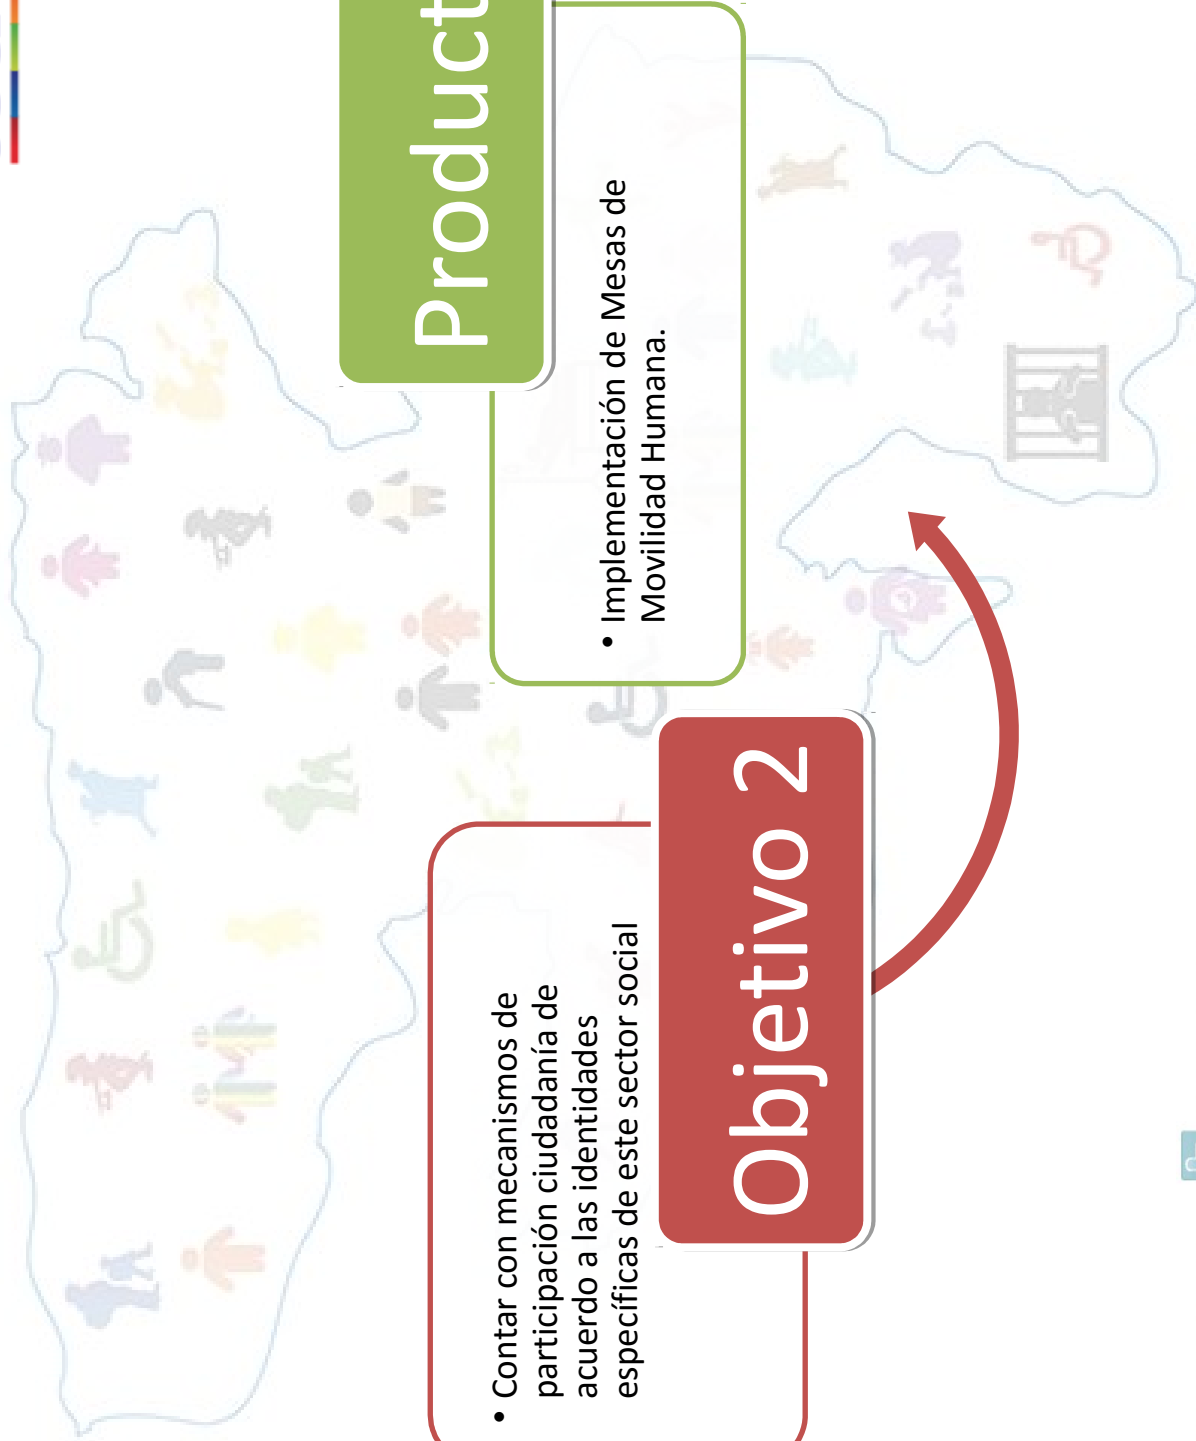 • Contar con mecanismos de
participación ciudadanía de
acuerdo a las identidades
específicas de este sector social
Objetivo 2
• Implementación de Mesas de
Movilidad Humana.
Product